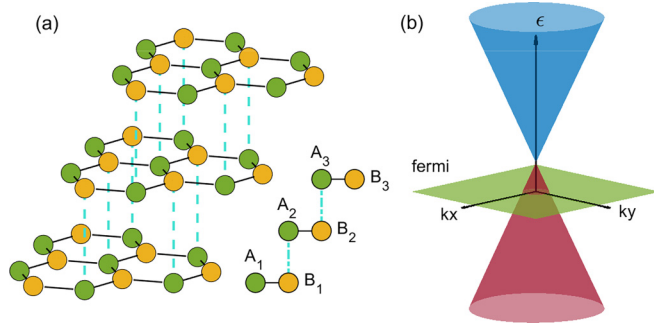 (a)
A₃
B₃
A₂
B₂
A₁
B₁
(b)
ϵ
fermi
kx
ky